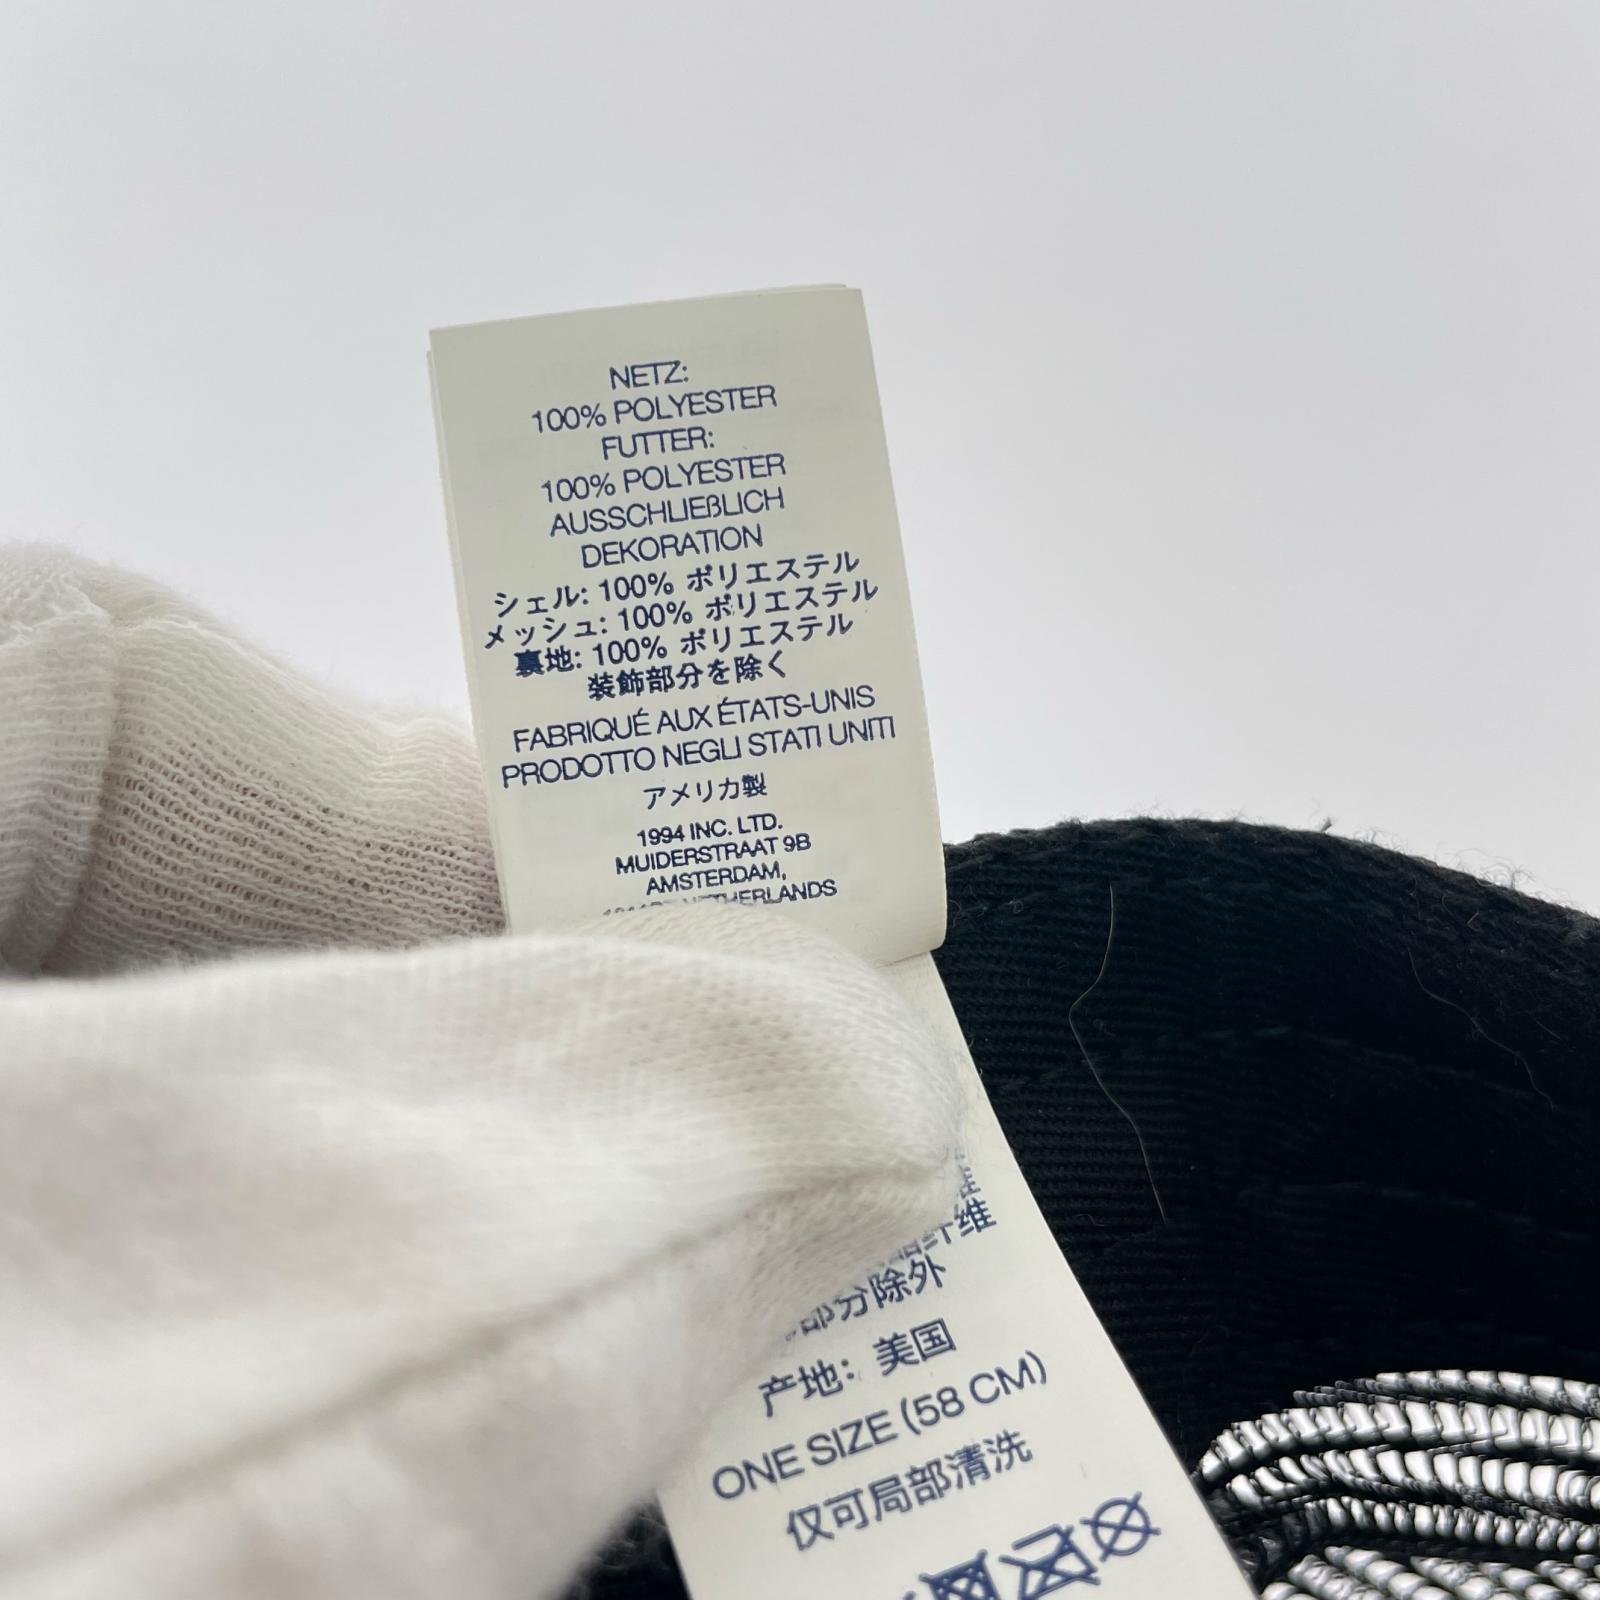 NETZ:
100% POLYESTER
FUTTER:
100% POLYESTER
AUSSCHLIEßLICH
DEKORATION
シェル: 100% ポリエステル
メッシュ: 100% ポリエステル
裏地: 100% ポリエステル
装飾部分を除く
FABRIQUÉ AUX ÉTATS-UNIS
PRODOTTO NEGLI STATI UNITI
アメリカ製
1994 INC. LTD.
MUIDERSTRAAT 9B
AMSTERDAM,
NETHERLANDS
纤维
部分除外
产地: 美国
ONE SIZE (58 CM)
仅可局部清洗